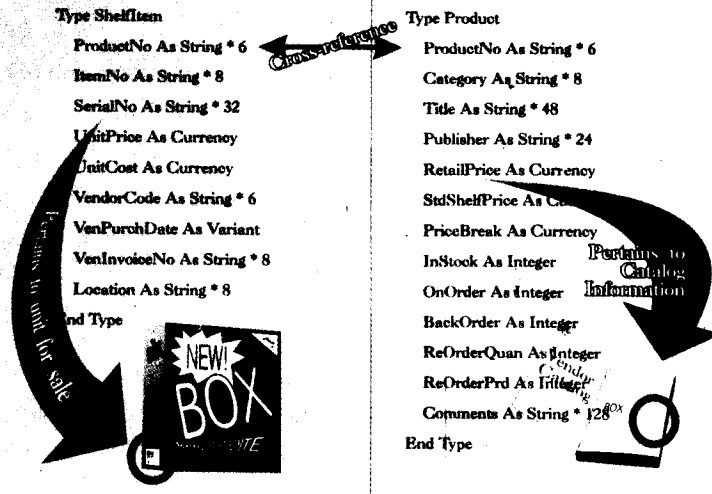 Type ShelfItem
ProductNo As String * 6
ItemNo As String * 8
SerialNo As String * 32
UnitPrice As Currency
UnitCost As Currency
VendorCode As String * 6
VenPurchDate As Variant
VenInvoiceNo As String * 8
Location As String * 8
End Type
Pertains to unit for sale
NEW!
BOX
Cross-reference
Type Product
ProductNo As String * 6
Category As String * 8
Title As String * 48
Publisher As String * 24
RetailPrice As Currency
StdShelfPrice As
PriceBreak As Currency
InStock As Integer
OnOrder As Integer
BackOrder As Integer
ReOrderQuan As Integer
ReOrderPrd As Integer
Comments As String * 128
End Type
Pertains to
Catalog
Information
Vendor
BOX